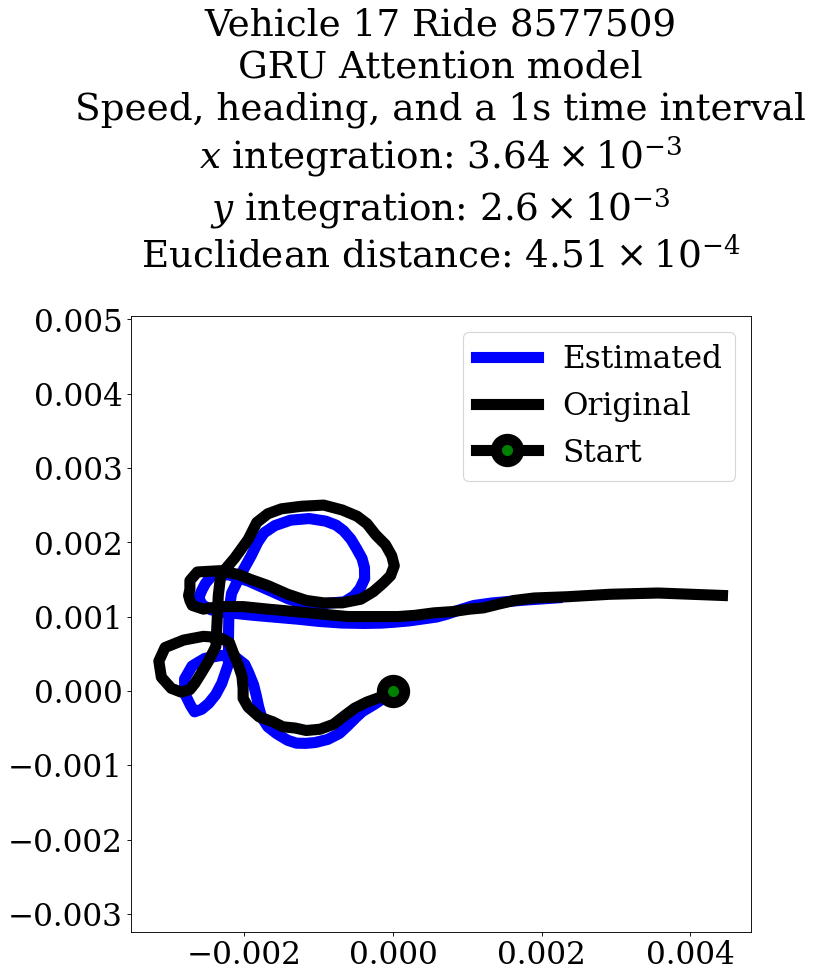 Vehicle 17 Ride 8577509
GRU Attention model
Speed, heading, and a 1s time interval
x integration: 3.64 × 10⁻³
y integration: 2.6 × 10⁻³
Euclidean distance: 4.51 × 10⁻⁴
Estimated
Original
Start
0.005
0.004
0.003
0.002
0.001
0.000
−0.001
−0.002
−0.003
−0.002 0.000 0.002 0.004